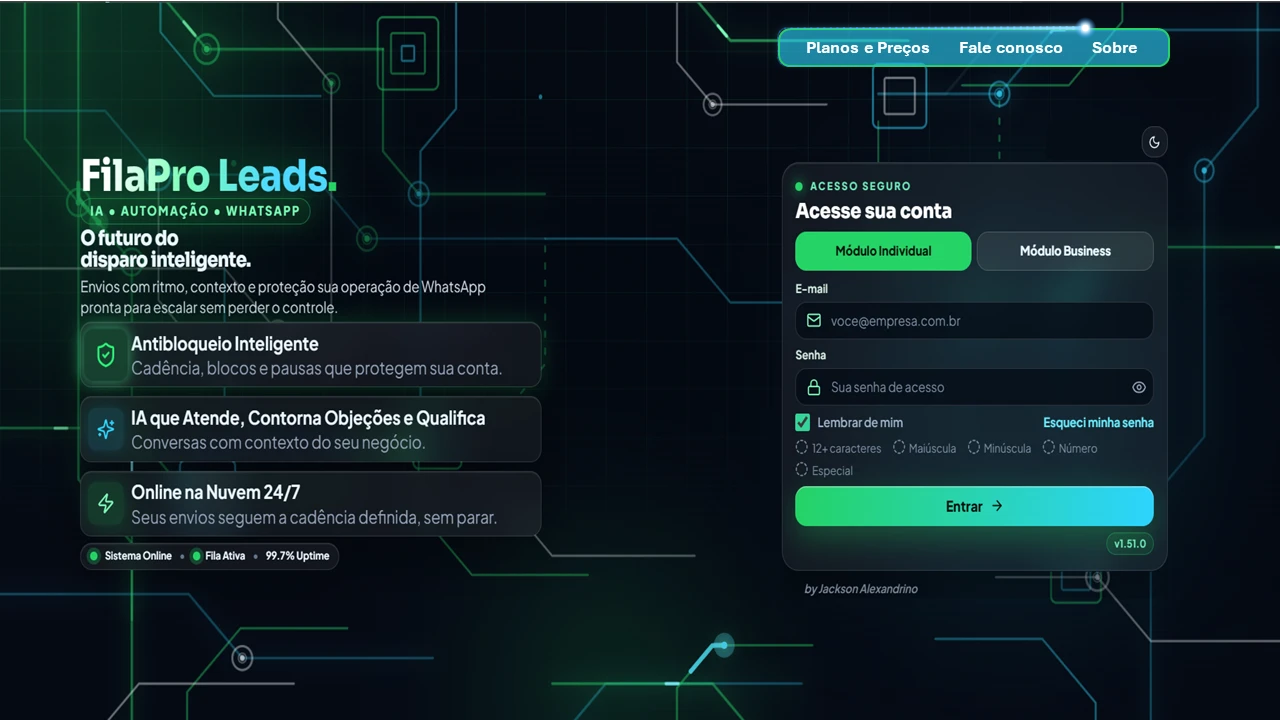 Planos e Preços Fale conosco Sobre
FilaPro Leads.
IA • AUTOMAÇÃO • WHATSAPP
O futuro do
disparo inteligente.
Envios com ritmo, contexto e proteção sua operação de WhatsApp
pronta para escalar sem perder o controle.
Antibloqueio Inteligente
Cadência, blocos e pausas que protegem sua conta.
IA que Atende, Contorna Objeções e Qualifica
Conversas com contexto do seu negócio.
Online na Nuvem 24/7
Seus envios seguem a cadência definida, sem parar.
Sistema Online • Fila Ativa • 99.7% Uptime
ACESSO SEGURO
Acesse sua conta
Módulo Individual Módulo Business
E-mail
voce@empresa.com.br
Senha
Sua senha de acesso
Lembrar de mim Esqueci minha senha
12+ caracteres Maiúscula Minúscula Número
Especial
Entrar →
v1.51.0
by Jackson Alexandrino